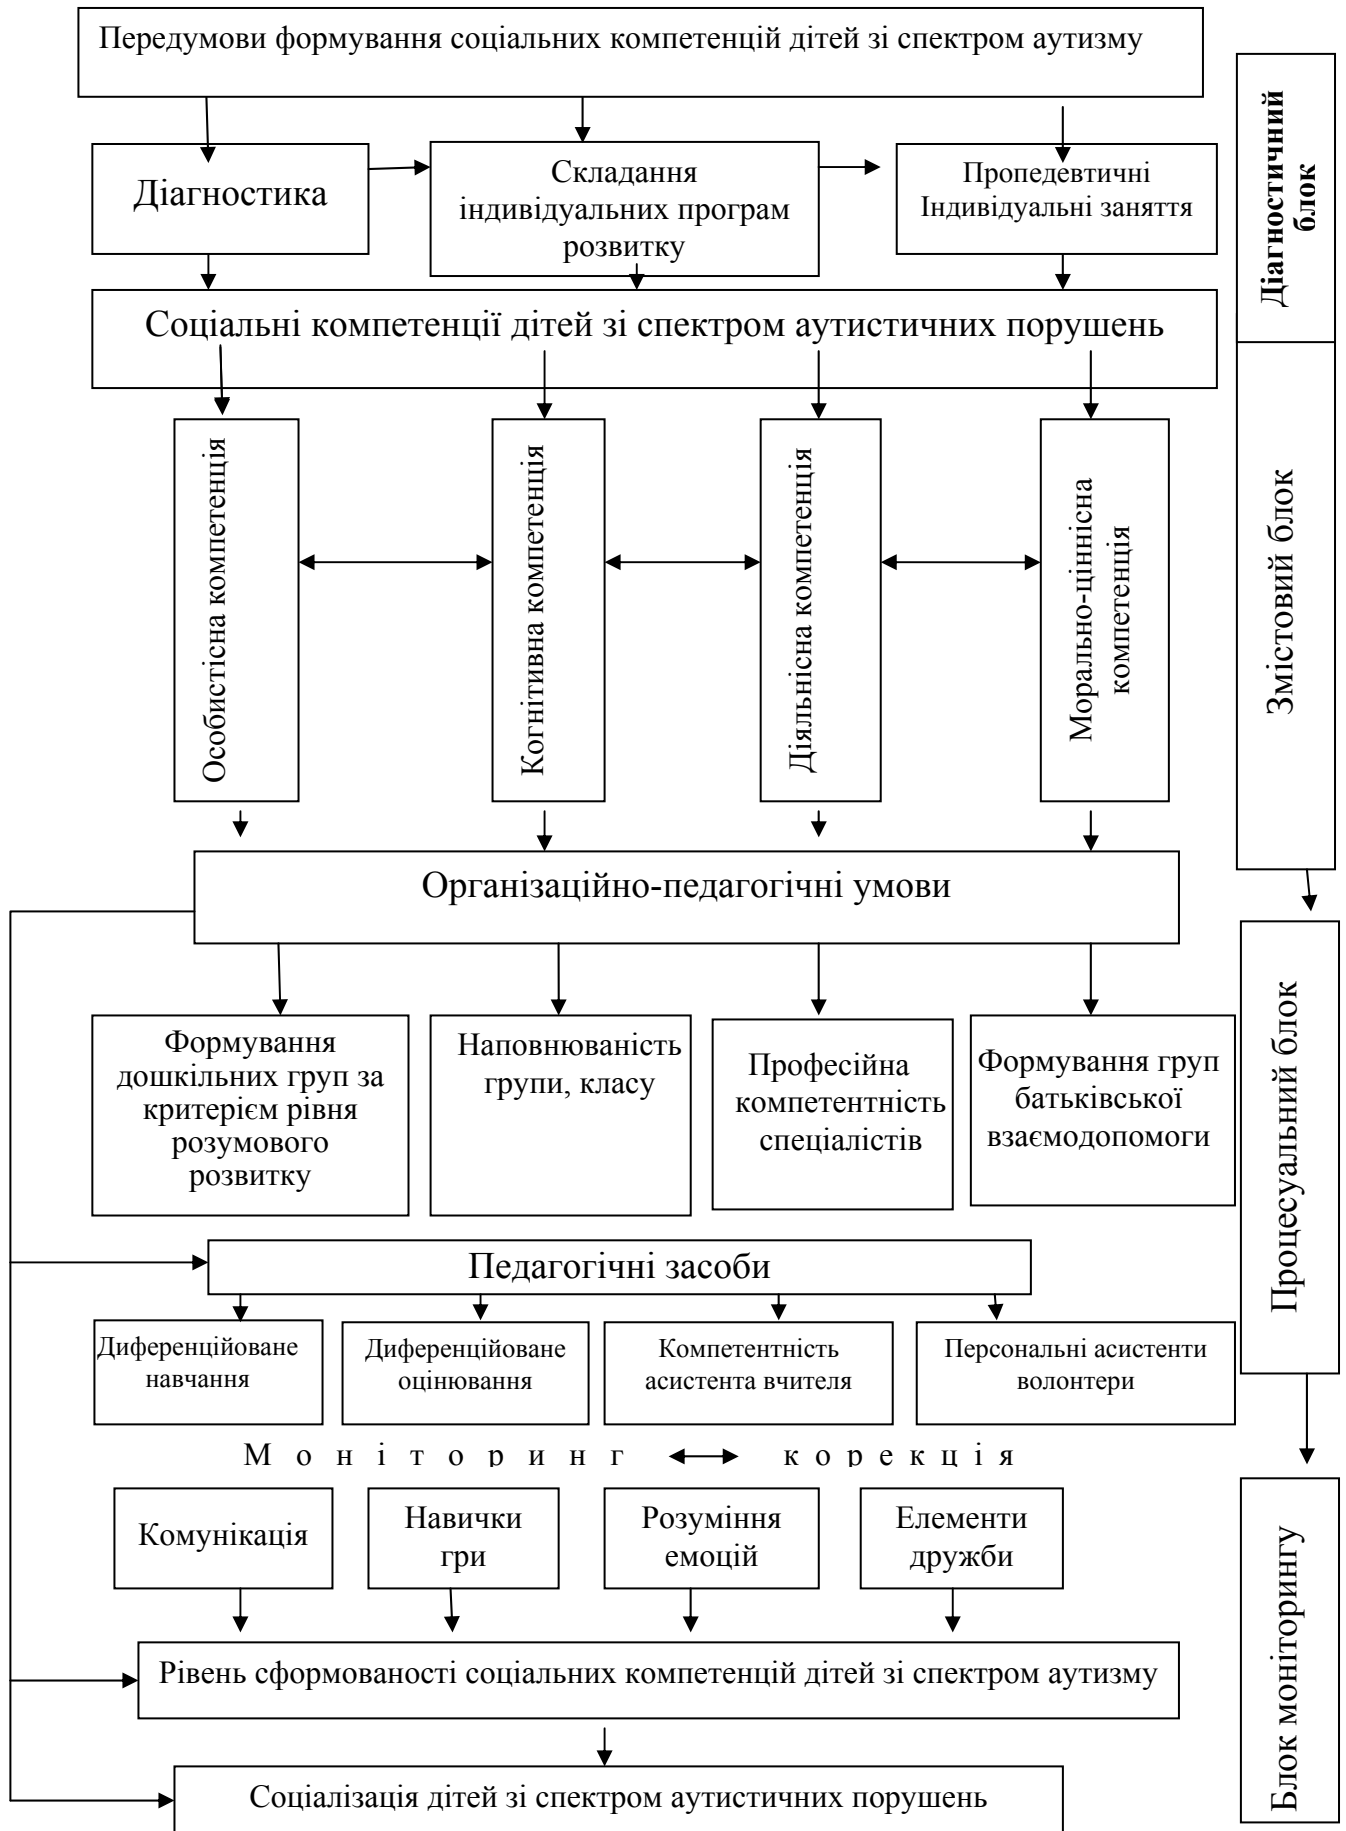 Передумови формування соціальних компетенцій дітей зі спектром аутизму
Діагностика
Складання
індивідуальних програм
розвитку
Пропедевтичні
Індивідуальні заняття
Діагностичний
блок
Соціальні компетенції дітей зі спектром аутистичних порушень
Особистісна компетенція
Когнітивна компетенція
Діяльнісна компетенція
Морально-ціннісна
компетенція
Змістовий блок
Організаційно-педагогічні умови
Формування
дошкільних груп за
критерієм рівня
розумового
розвитку
Наповнюваність
групи, класу
Професійна
компетентність
спеціалістів
Формування груп
батьківської
взаємодопомоги
Процесуальний блок
Педагогічні засоби
Диференційоване
навчання
Диференційоване
оцінювання
Компетентність
асистента вчителя
Персональні асистенти
волонтери
Моніторинг корекція
Комунікація
Навички
гри
Розуміння
емоцій
Елементи
дружби
Блок моніторингу
Рівень сформованості соціальних компетенцій дітей зі спектром аутизму
Соціалізація дітей зі спектром аутистичних порушень